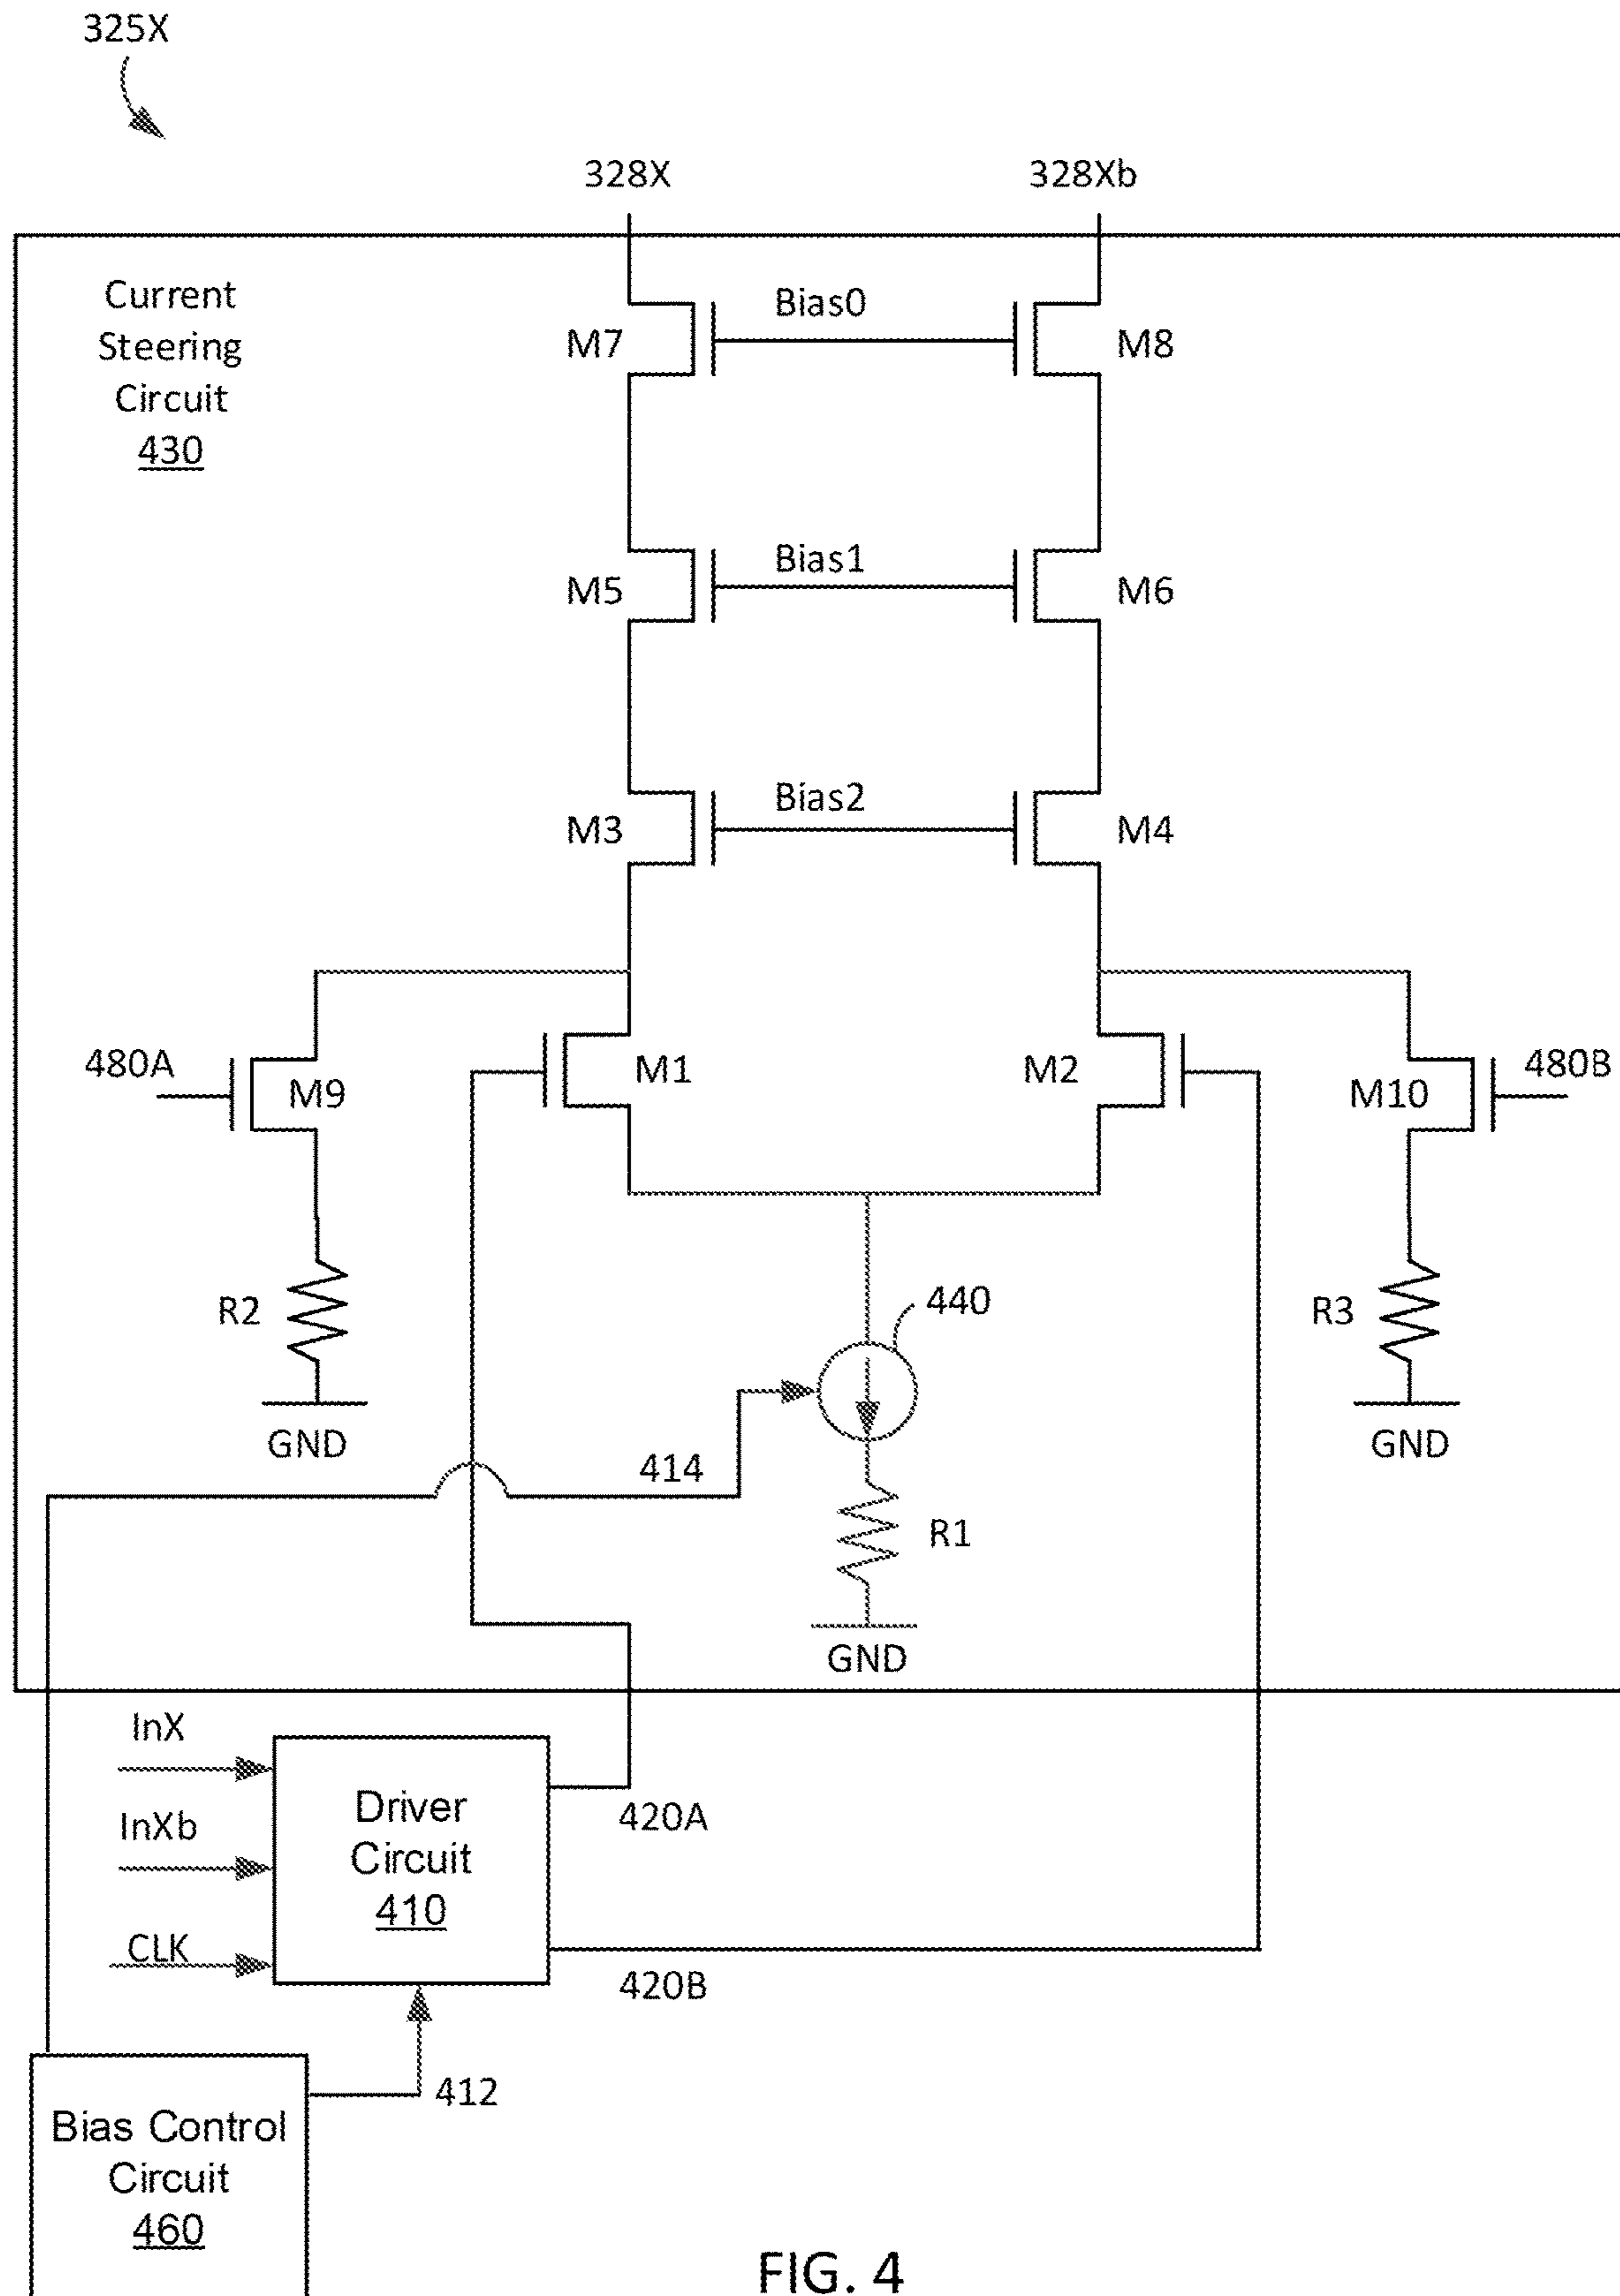 325X
328X
328Xb
Current
Steering
Circuit
430
Bias0
M7
M8
Bias1
M5
M6
Bias2
M3
M4
480A
M9
M1
M2
M10
480B
R2
440
R3
GND
414
GND
R1
GND
InX
InXb
CLK
Driver
Circuit
410
420A
420B
412
Bias Control
Circuit
460
FIG. 4